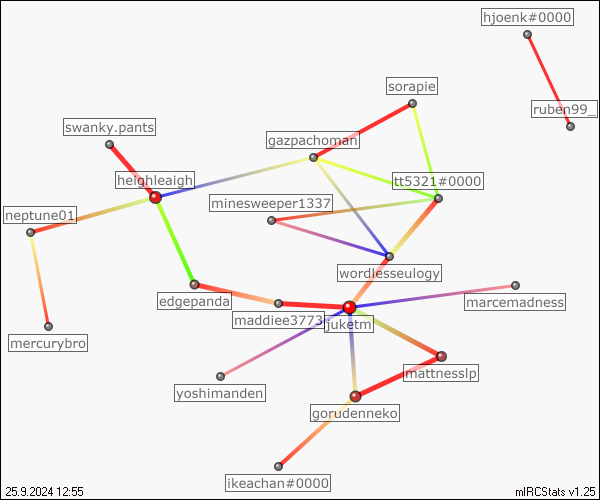 hjoenk#0000
sorapie
ruben99_
swanky.pants
gazpachoman
heighleaigh
tt5321#0000
minesweeper1337
neptune01
wordlesseulogy
edgepanda
marcemadness
maddiee3773
juketm
mercurybro
mattnesslp
yoshimanden
gorudenneko
ikeachan#0000
25.9.2024 12:55
mIRCStats v1.25